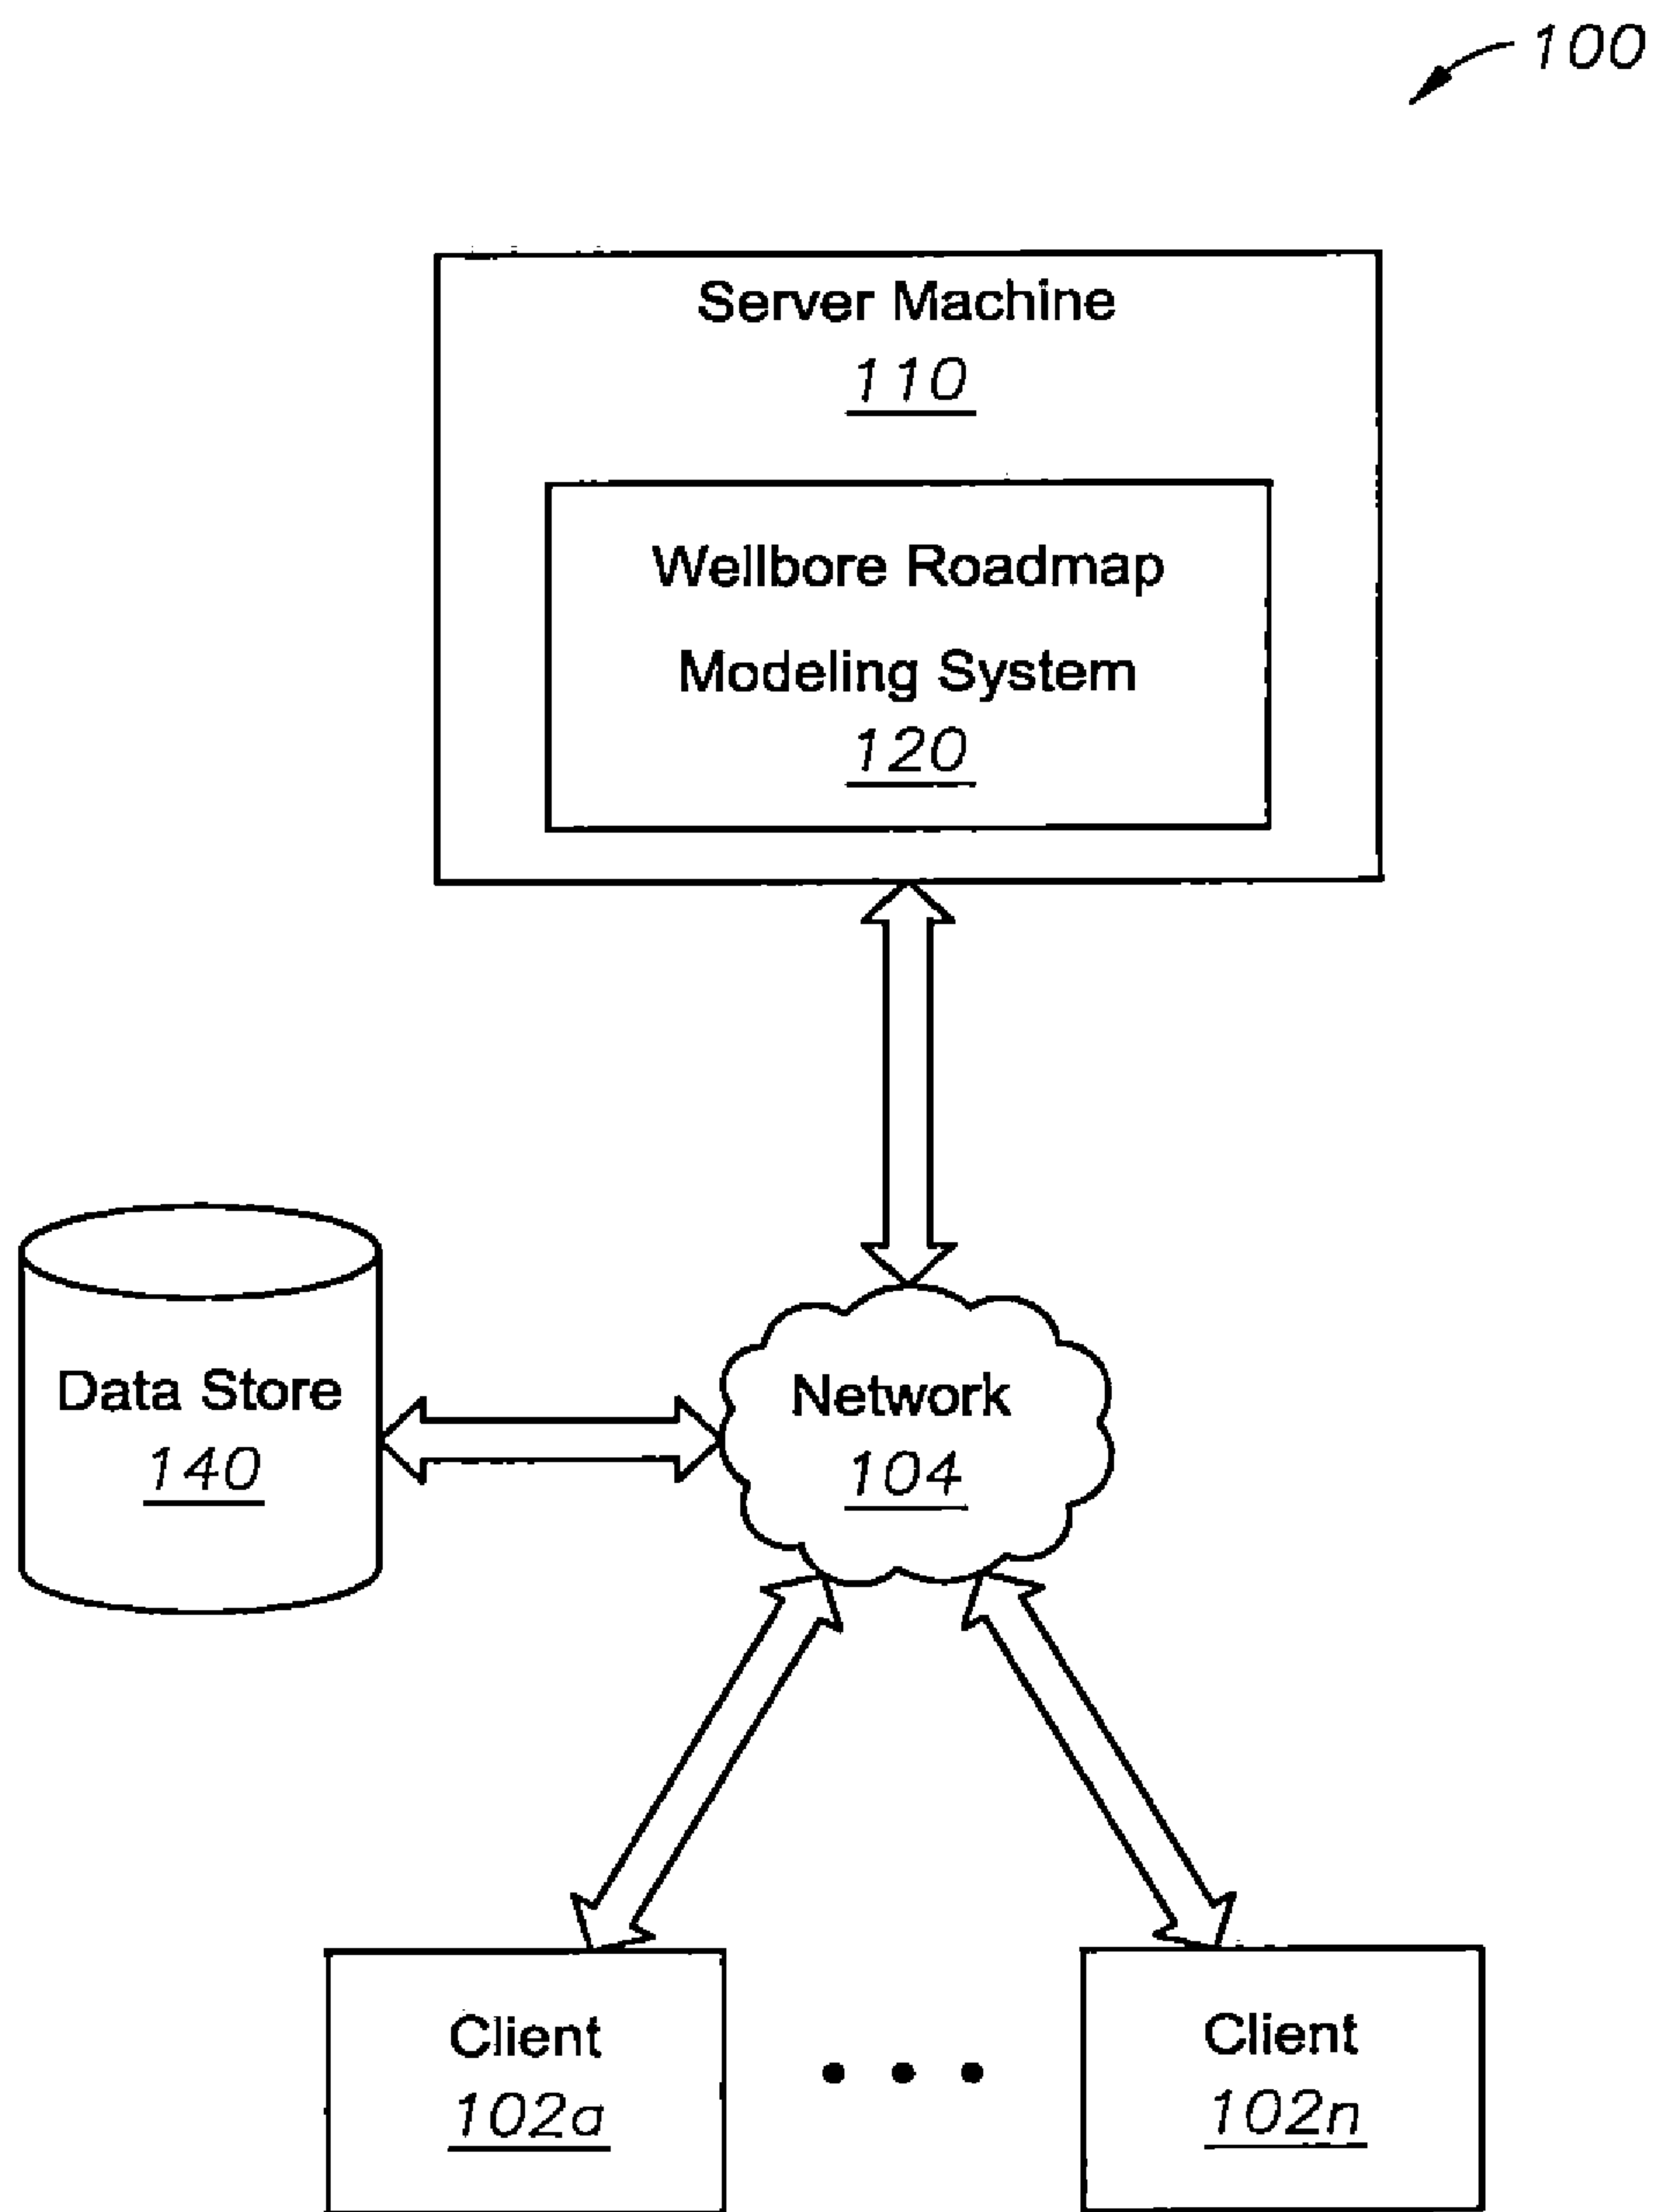 100
Server Machine
110
Wellbore Roadmap
Modeling System
120
Data Store
140
Network
104
Client
102a
Client
102n